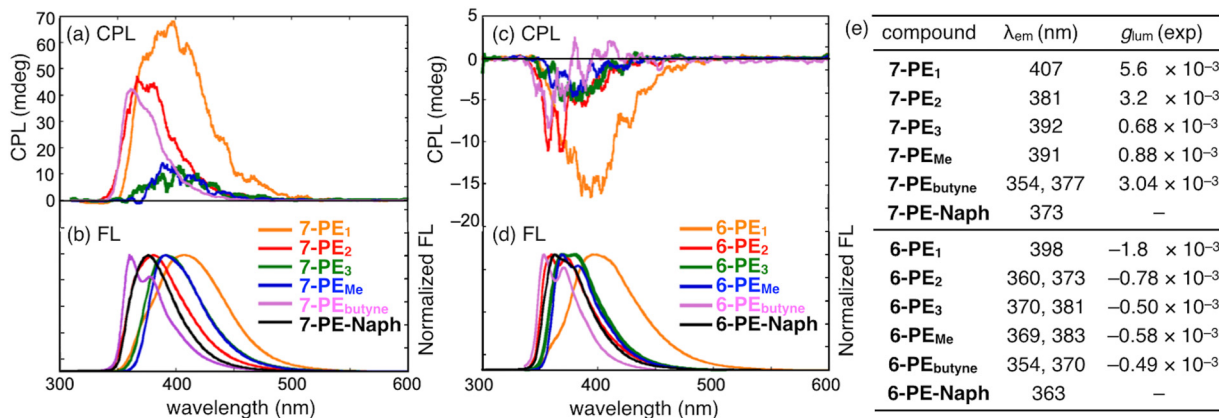 (a) CPL
CPL (mdeg)
70
60
50
40
30
20
10
0
(b) FL
7-PE1
7-PE2
7-PE3
7-PEMe
7-PEbutyne
7-PE-Naph
Normalized FL
300 400 500 600
wavelength (nm)
(c) CPL
CPL (mdeg)
5
0
−5
−10
−15
−20
(d) FL
6-PE1
6-PE2
6-PE3
6-PEMe
6-PEbutyne
6-PE-Naph
Normalized FL
300 400 500 600
wavelength (nm)
(e)
compound λem (nm) glum (exp)
7-PE1 407 5.6 × 10−3
7-PE2 381 3.2 × 10−3
7-PE3 392 0.68 × 10−3
7-PEMe 391 0.88 × 10−3
7-PEbutyne 354, 377 3.04 × 10−3
7-PE-Naph 373 –
6-PE1 398 −1.8 × 10−3
6-PE2 360, 373 −0.78 × 10−3
6-PE3 370, 381 −0.50 × 10−3
6-PEMe 369, 383 −0.58 × 10−3
6-PEbutyne 354, 370 −0.49 × 10−3
6-PE-Naph 363 –